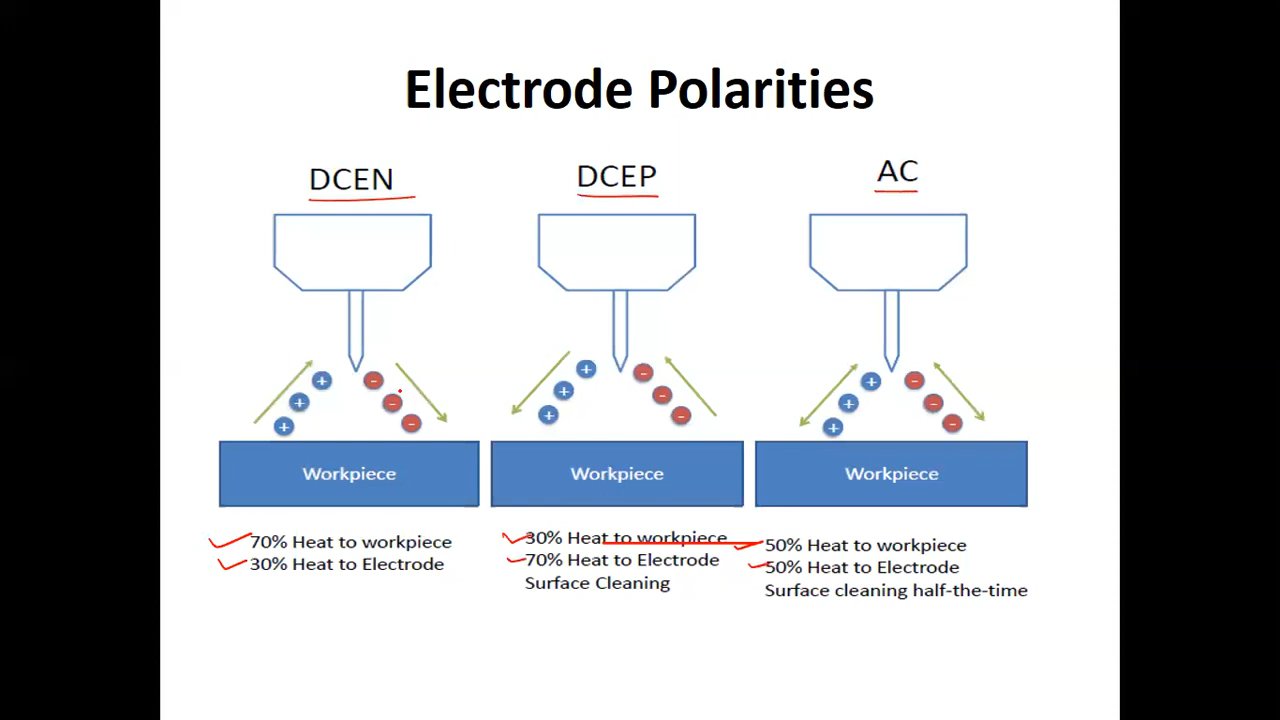 Electrode Polarities
DCEN
DCEP
AC
+
+
+
-
-
-
+
+
+
-
-
-
+
+
+
-
-
-
Workpiece
Workpiece
Workpiece
70% Heat to workpiece
30% Heat to Electrode
30% Heat to workpiece
70% Heat to Electrode
Surface Cleaning
50% Heat to workpiece
50% Heat to Electrode
Surface cleaning half-the-time